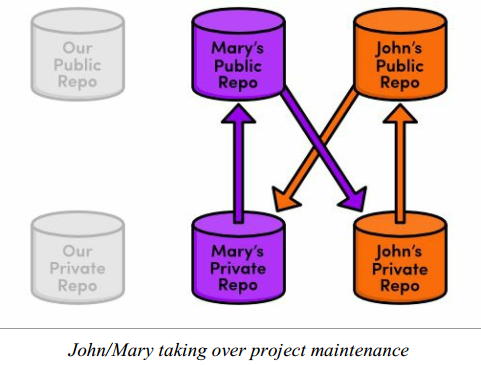 Our
Public
Repo
Mary's
Public
Repo
John's
Public
Repo
Our
Private
Repo
Mary's
Private
Repo
John's
Private
Repo
John/Mary taking over project maintenance